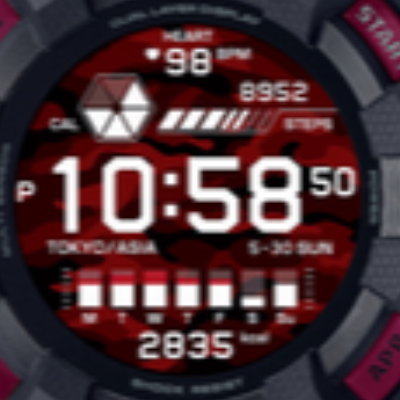 DUAL LAYER DISPLAY
START
HEART
98 BPM
8952
CAL
STEPS
P 10:58 50
TOKYO/ASIA 5-30 SUN
M T W T F S Su
2835 kcal
APP
SHOCK RESIST